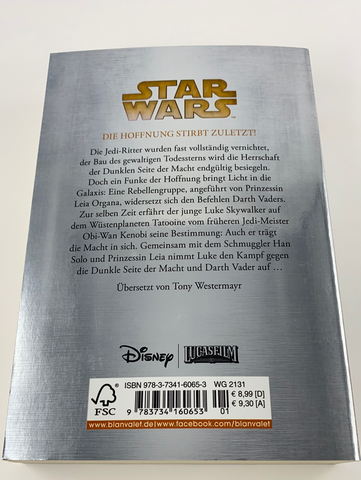 STAR
WARS
DIE HOFFNUNG STIRBT ZULETZT!
Die Jedi-Ritter wurden fast vollständig vernichtet,
der Bau des gewaltigen Todessterns wird die Herrschaft
der Dunklen Seite der Macht endgültig besiegeln.
Doch ein Funke der Hoffnung bringt Licht in die
Galaxis: Eine Rebellengruppe, angeführt von Prinzessin
Leia Organa, widersetzt sich den Befehlen Darth Vaders.
Zur selben Zeit erfährt der junge Luke Skywalker auf
dem Wüstenplaneten Tatooine vom früheren Jedi-Meister
Obi-Wan Kenobi seine Bestimmung: Auch er trägt
die Macht in sich. Gemeinsam mit dem Schmuggler Han
Solo und Prinzessin Leia nimmt Luke den Kampf gegen
die Dunkle Seite der Macht und Darth Vader auf ...
Übersetzt von Tony Westermayr
Disney LUCASFILM
ISBN 978-3-7341-6065-3 WG 2131
€ 8,99 [D]
€ 9,30 [A]
FSC
9 783734 160653 01
www.blanvalet.de|www.facebook.com/blanvalet